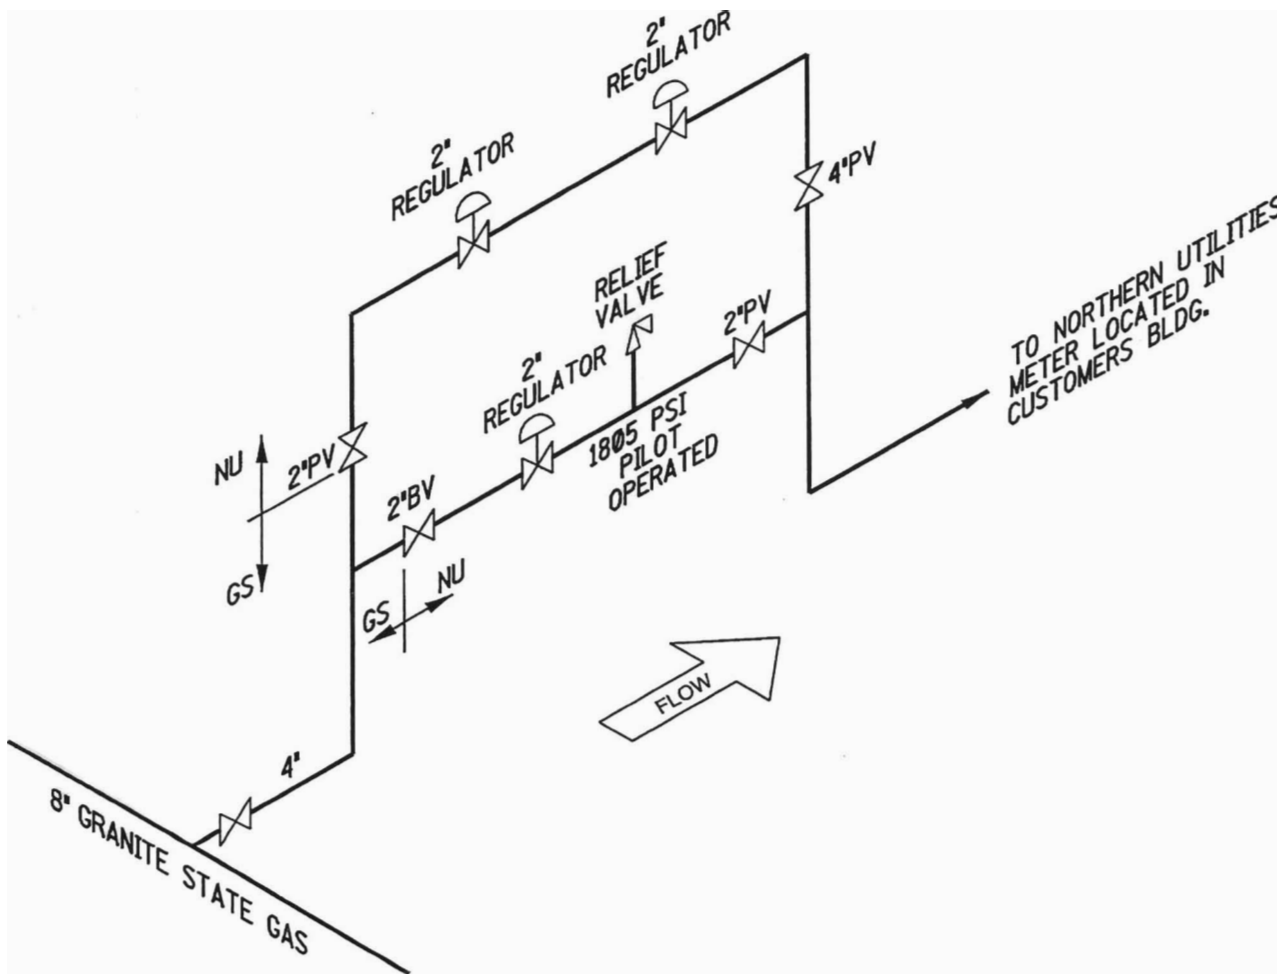 2"
REGULATOR
2"
REGULATOR
4"PV
RELIEF
VALVE
2"PV
TO NORTHERN UTILITIES
METER LOCATED IN
CUSTOMERS BLDG.
2"
REGULATOR
1805 PSI
PILOT
OPERATED
NU
2"PV
GS
2"BV
GS
NU
FLOW
4"
8" GRANITE STATE GAS